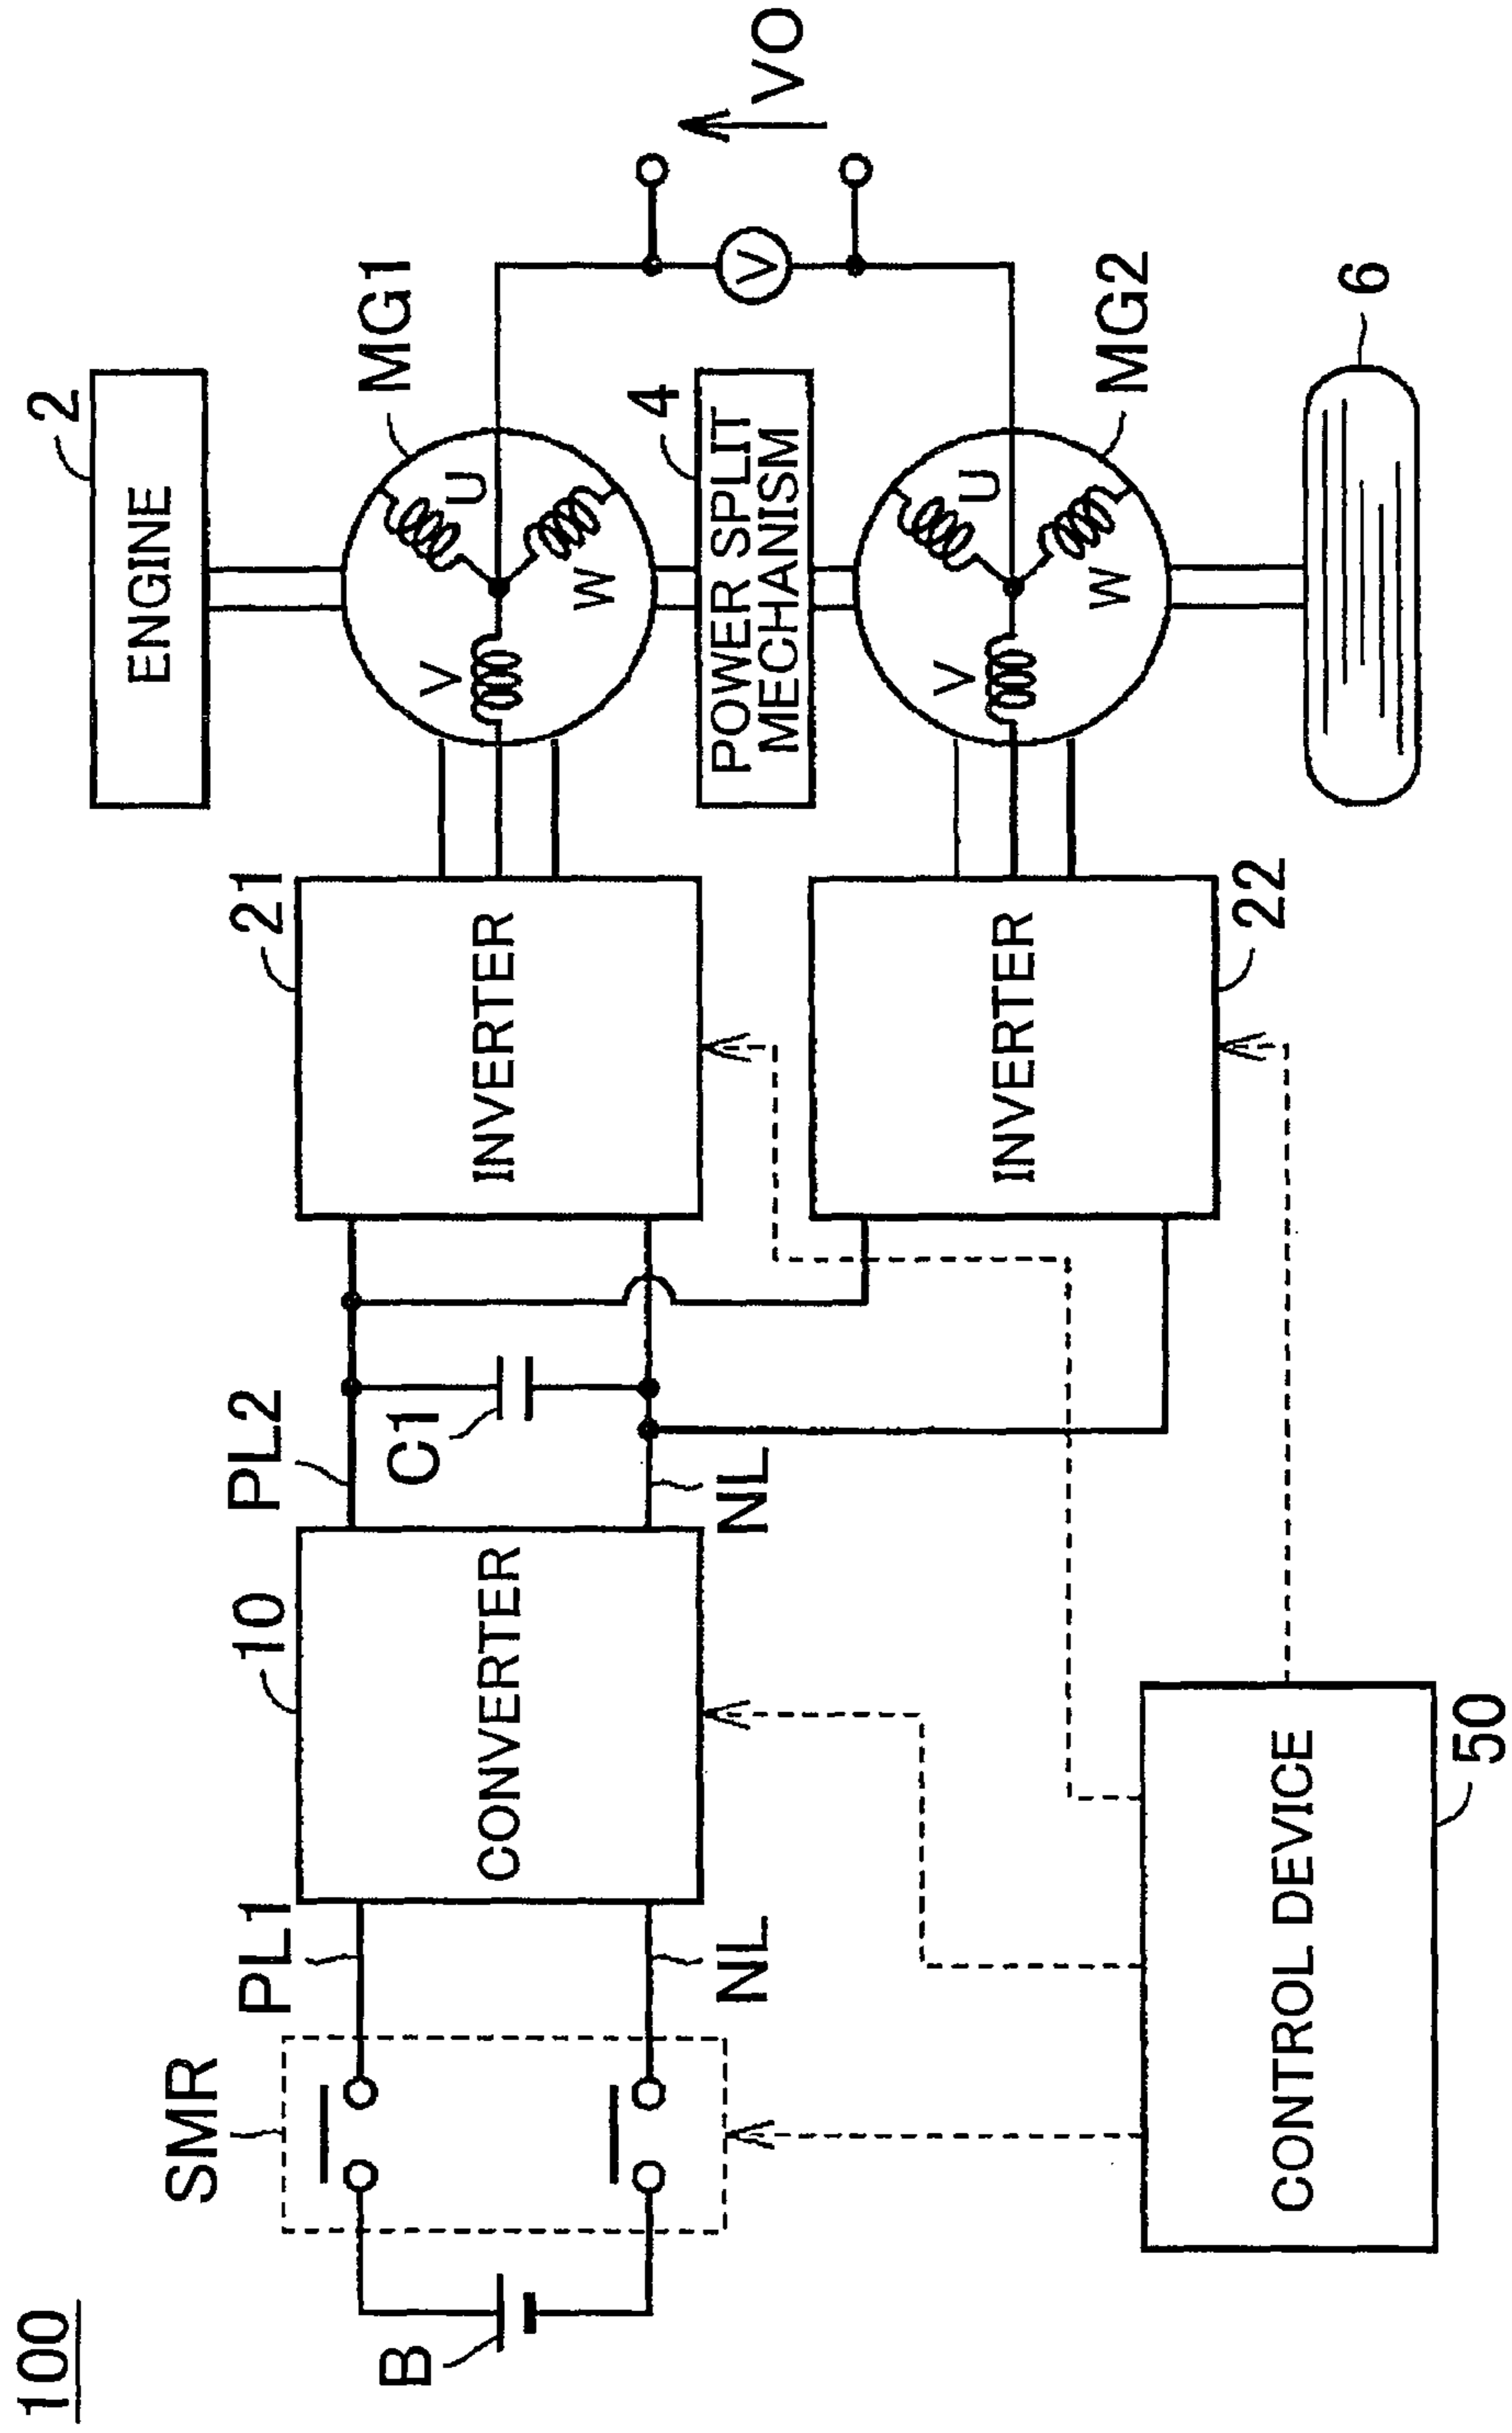 100
2
ENGINE
MG1
VO
V
U
V
W
4
POWER SPLIT
MECHANISM
MG2
U
V
W
6
21
INVERTER
22
INVERTER
PL2
C1
NL
10
CONVERTER
PL1
NL
SMR
B
CONTROL DEVICE
50